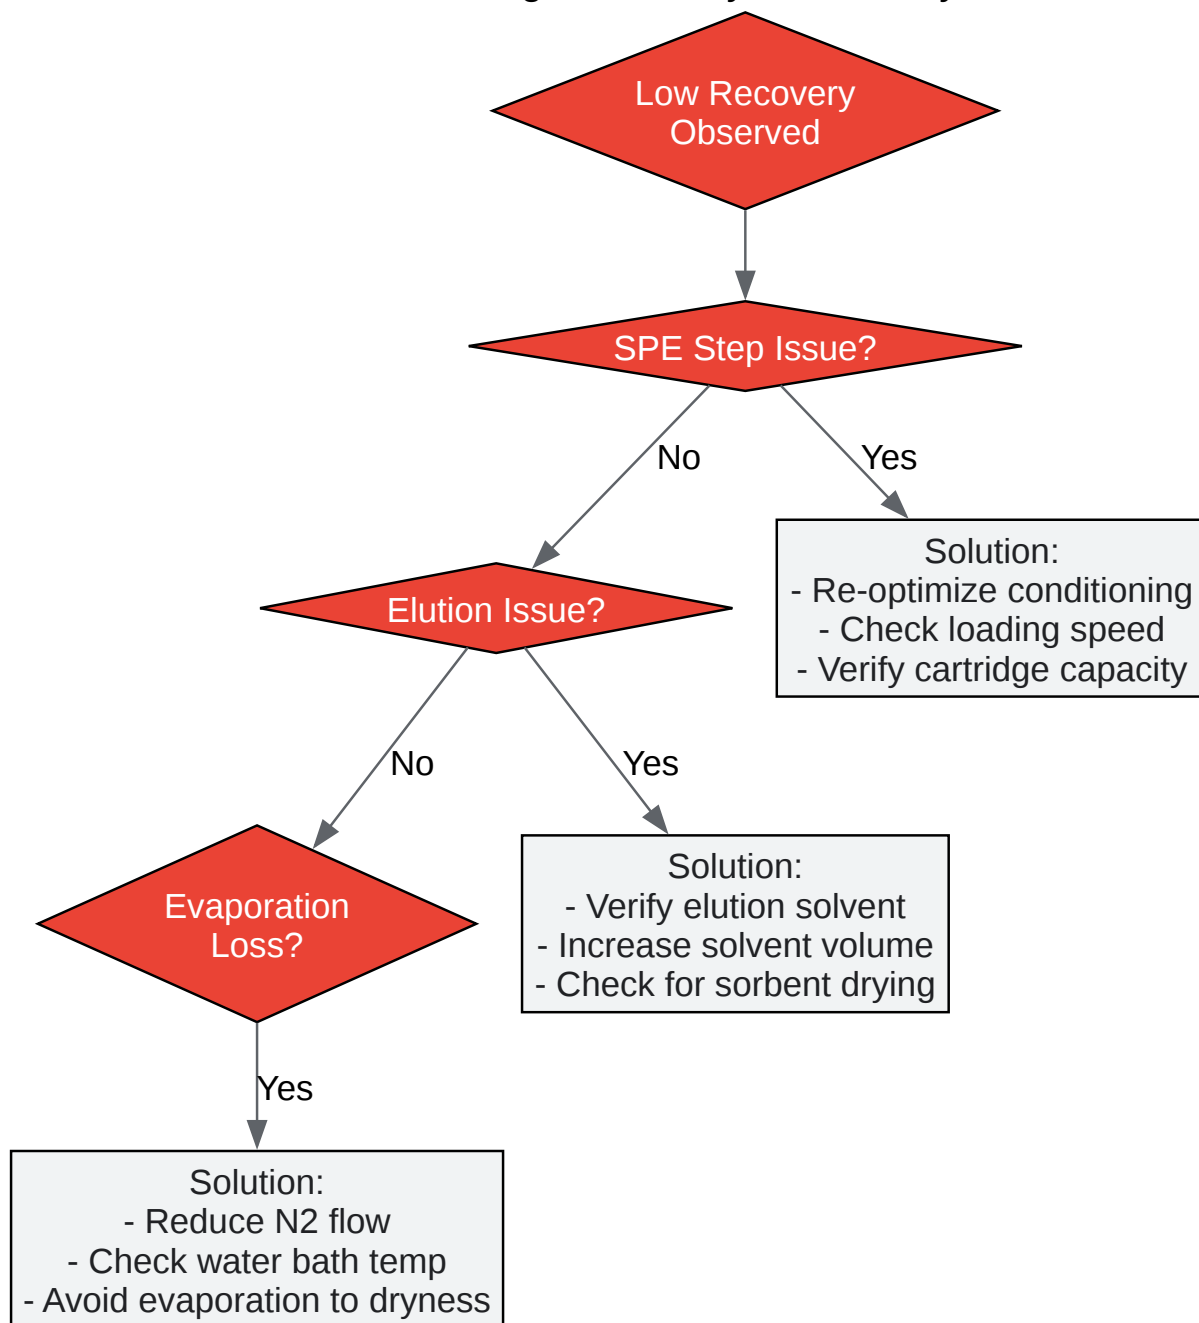 Low Recovery
Observed
SPE Step Issue?
No
Yes
Solution:
- Re-optimize conditioning
- Check loading speed
- Verify cartridge capacity
Elution Issue?
No
Yes
Evaporation
Loss?
Solution:
- Verify elution solvent
- Increase solvent volume
- Check for sorbent drying
Yes
Solution:
- Reduce N2 flow
- Check water bath temp
- Avoid evaporation to dryness